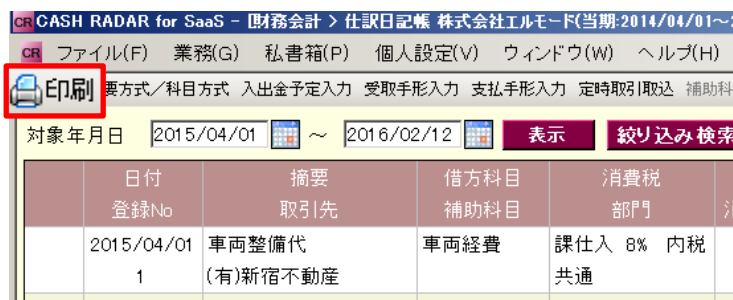 CR CASH RADAR for SaaS - [財務会計 > 仕訳日記帳 株式会社エルモード(当期:2014/04/01～
CR ファイル(F) 業務(G) 私書箱(P) 個人設定(V) ウィンドウ(W) ヘルプ(H)
印刷 要方式／科目方式 入出金予定入力 受取手形入力 支払手形入力 定時取引取込 補助科
対象年月日 2015/04/01 ～ 2016/02/12 表示 絞り込み検索
日付 摘要 借方科目 消費税
登録No 取引先 補助科目 部門
2015/04/01 車両整備代 車両経費 課仕入 8% 内税
1 (有)新宿不動産 共通